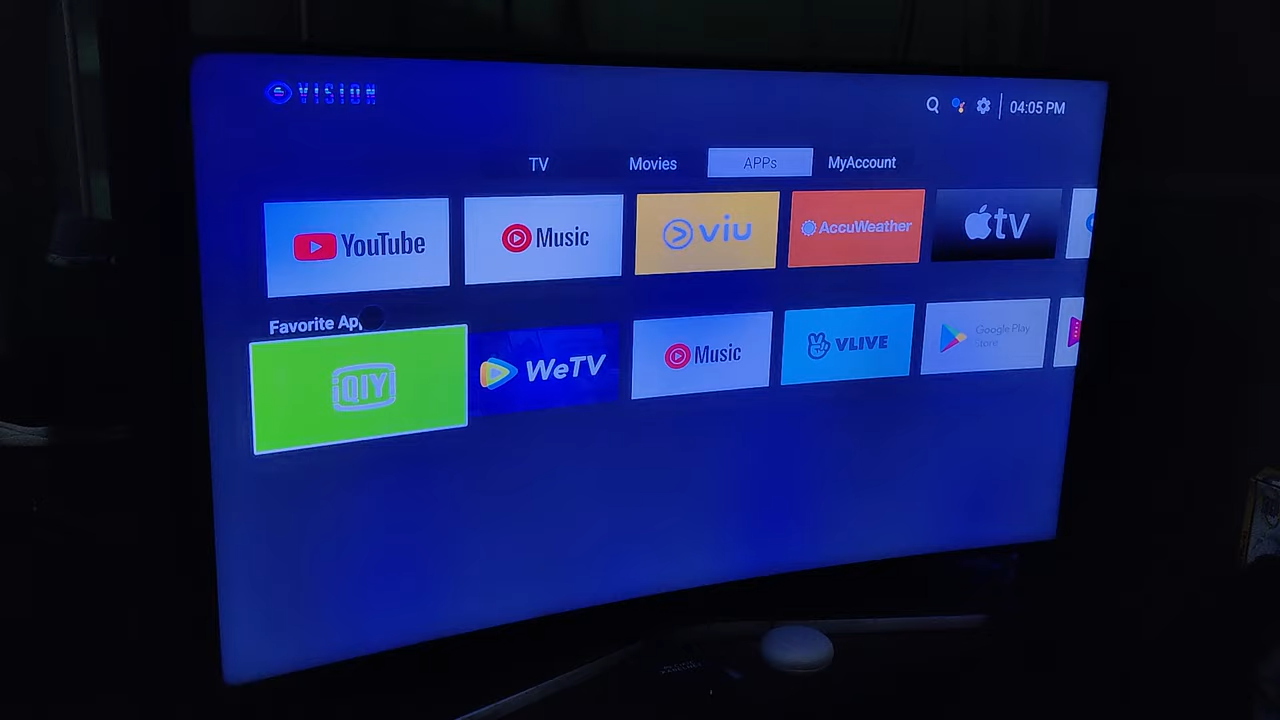 VISION
04:05 PM
TV Movies APPs MyAccount
YouTube Music viu AccuWeather tv
Favorite App
iQIY WeTV Music VLIVE Google Play Store